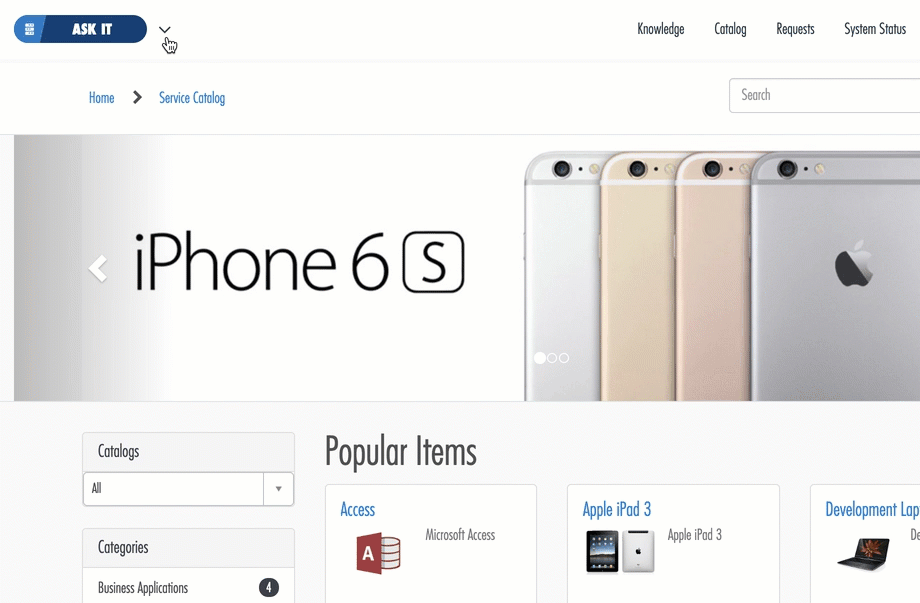 ASK IT
Knowledge Catalog Requests System Status
Home Service Catalog
Search
iPhone 6 S
Catalogs
All
Categories
Business Applications 4
Popular Items
Access
Microsoft Access
A
Apple iPad 3
Apple iPad 3
Development Lap
De